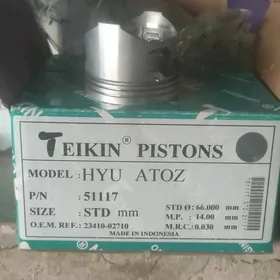 TEIKIN® PISTONS
MODEL : HYU ATOZ
P/N : 51117
SIZE : STD mm
O.E.M. REF. : 23410-02710
STD Ø : 66.000 mm
M.P. : 14.00 mm
M.R.C. : 0.030 mm
MADE IN INDONESIA